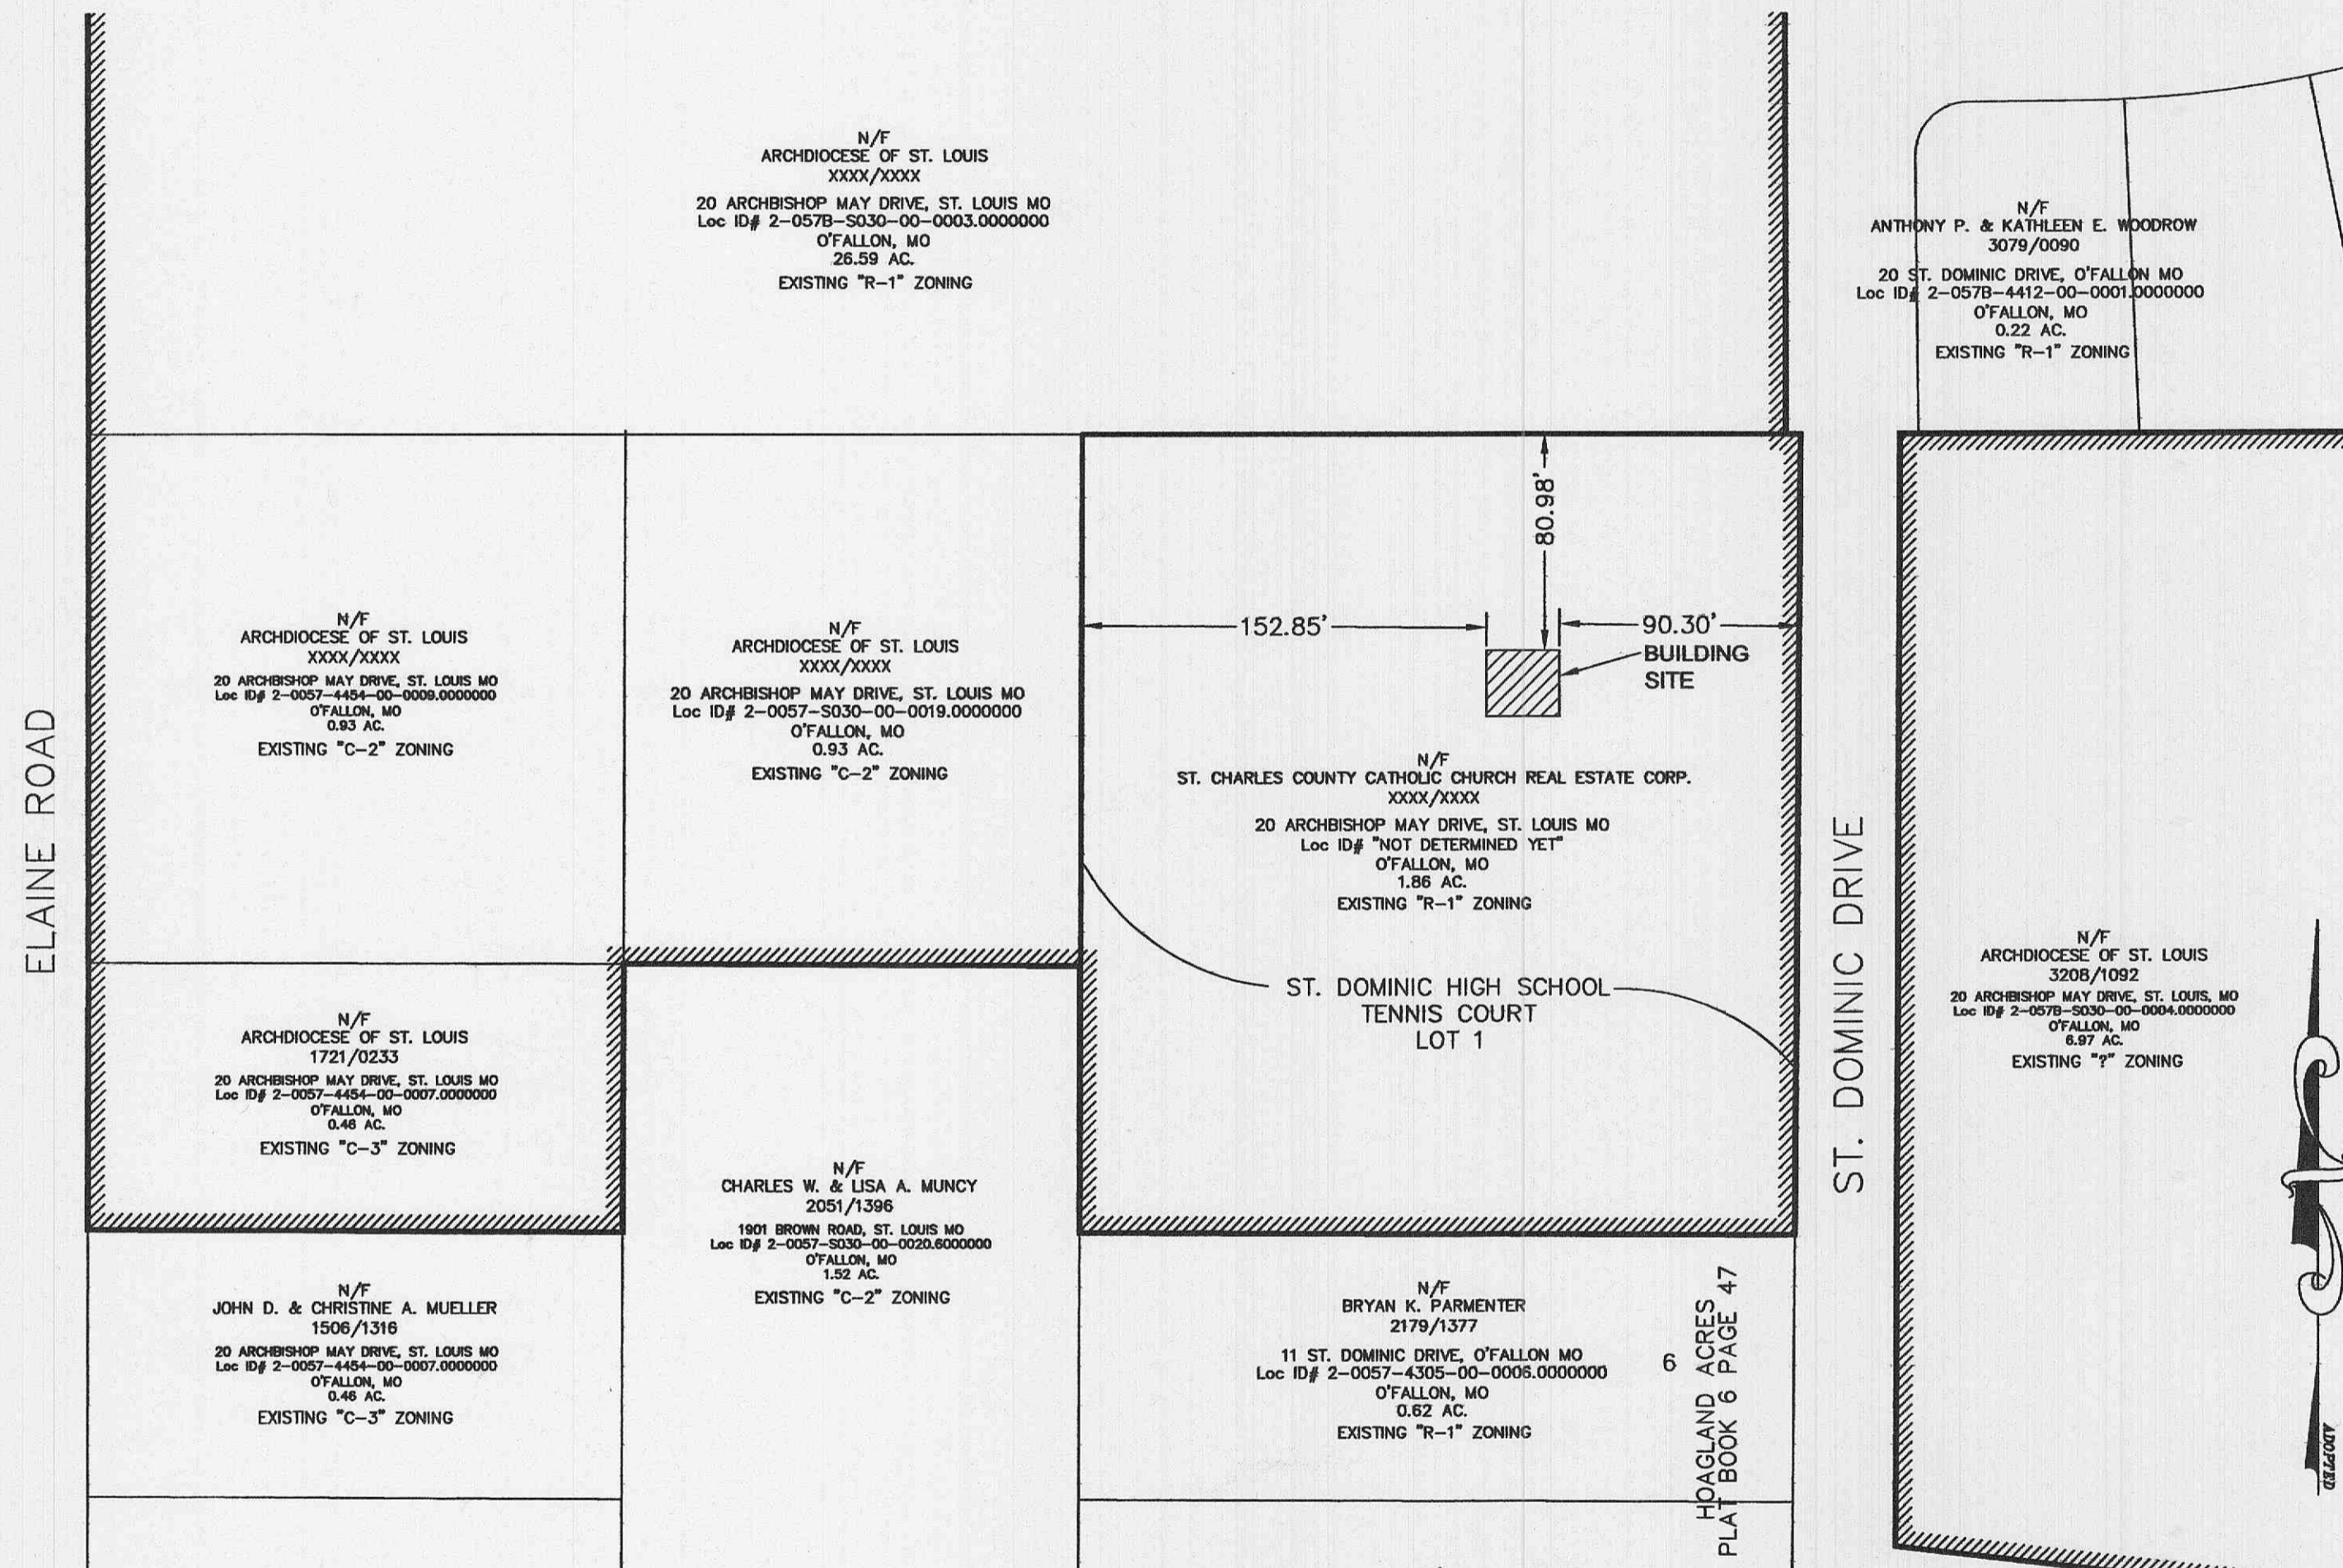 N/F
ARCHDIOCESE OF ST. LOUIS
XXXX/XXXX
20 ARCHBISHOP MAY DRIVE, ST. LOUIS MO
Loc ID# 2-057B-S030-00-0003.0000000
O'FALLON, MO
26.59 AC.
EXISTING "R-1" ZONING
N/F
ANTHONY P. & KATHLEEN E. WOODROW
3079/0090
20 ST. DOMINIC DRIVE, O'FALLON MO
Loc ID# 2-057B-4412-00-0001.0000000
O'FALLON, MO
0.22 AC.
EXISTING "R-1" ZONING
ELAINE ROAD
N/F
ARCHDIOCESE OF ST. LOUIS
XXXX/XXXX
20 ARCHBISHOP MAY DRIVE, ST. LOUIS MO
Loc ID# 2-0057-4454-00-0009.0000000
O'FALLON, MO
0.93 AC.
EXISTING "C-2" ZONING
N/F
ARCHDIOCESE OF ST. LOUIS
XXXX/XXXX
20 ARCHBISHOP MAY DRIVE, ST. LOUIS MO
Loc ID# 2-0057-S030-00-0019.0000000
O'FALLON, MO
0.93 AC.
EXISTING "C-2" ZONING
80.98'
152.85'
90.30'
BUILDING
SITE
N/F
ST. CHARLES COUNTY CATHOLIC CHURCH REAL ESTATE CORP.
XXXX/XXXX
20 ARCHBISHOP MAY DRIVE, ST. LOUIS MO
Loc ID# "NOT DETERMINED YET"
O'FALLON, MO
1.86 AC.
EXISTING "R-1" ZONING
ST. DOMINIC HIGH SCHOOL
TENNIS COURT
LOT 1
ST. DOMINIC DRIVE
N/F
ARCHDIOCESE OF ST. LOUIS
3208/1092
20 ARCHBISHOP MAY DRIVE, ST. LOUIS, MO
Loc ID# 2-057B-S030-00-0004.0000000
O'FALLON, MO
6.97 AC.
EXISTING "?" ZONING
N/F
ARCHDIOCESE OF ST. LOUIS
1721/0233
20 ARCHBISHOP MAY DRIVE, ST. LOUIS MO
Loc ID# 2-0057-4454-00-0007.0000000
O'FALLON, MO
0.46 AC.
EXISTING "C-3" ZONING
N/F
CHARLES W. & LISA A. MUNCY
2051/1396
1901 BROWN ROAD, ST. LOUIS MO
Loc ID# 2-0057-S030-00-0020.6000000
O'FALLON, MO
1.52 AC.
EXISTING "C-2" ZONING
N/F
JOHN D. & CHRISTINE A. MUELLER
1506/1316
20 ARCHBISHOP MAY DRIVE, ST. LOUIS MO
Loc ID# 2-0057-4454-00-0007.0000000
O'FALLON, MO
0.46 AC.
EXISTING "C-3" ZONING
N/F
BRYAN K. PARMENTER
2179/1377
11 ST. DOMINIC DRIVE, O'FALLON MO
Loc ID# 2-0057-4305-00-0006.0000000
O'FALLON, MO
0.62 AC.
EXISTING "R-1" ZONING
6
HOAGLAND ACRES
PLAT BOOK 6 PAGE 47
ADOPTED